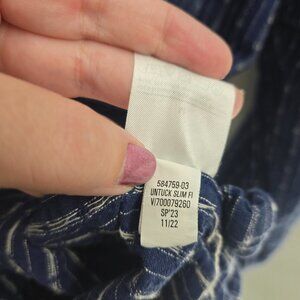 584759-03
UNTUCK SLIM FI
V/700079260
SP'23
11/22